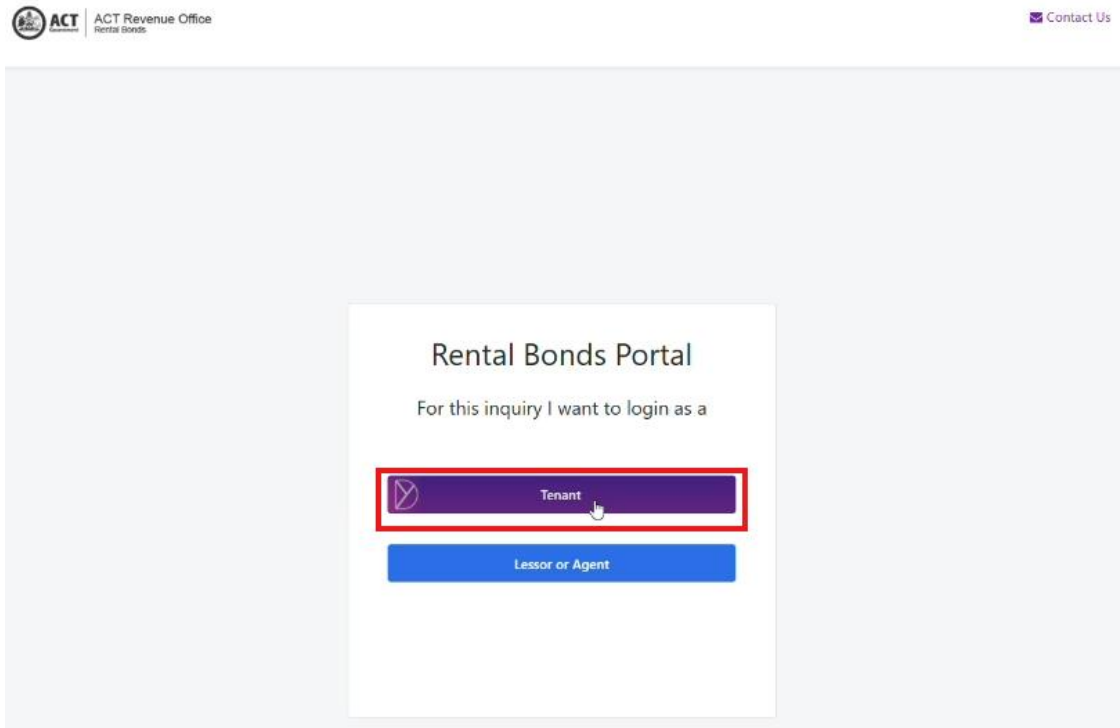 ACT
Government
ACT Revenue Office
Rental Bonds
Contact Us
Rental Bonds Portal
For this inquiry I want to login as a
Tenant
Lessor or Agent